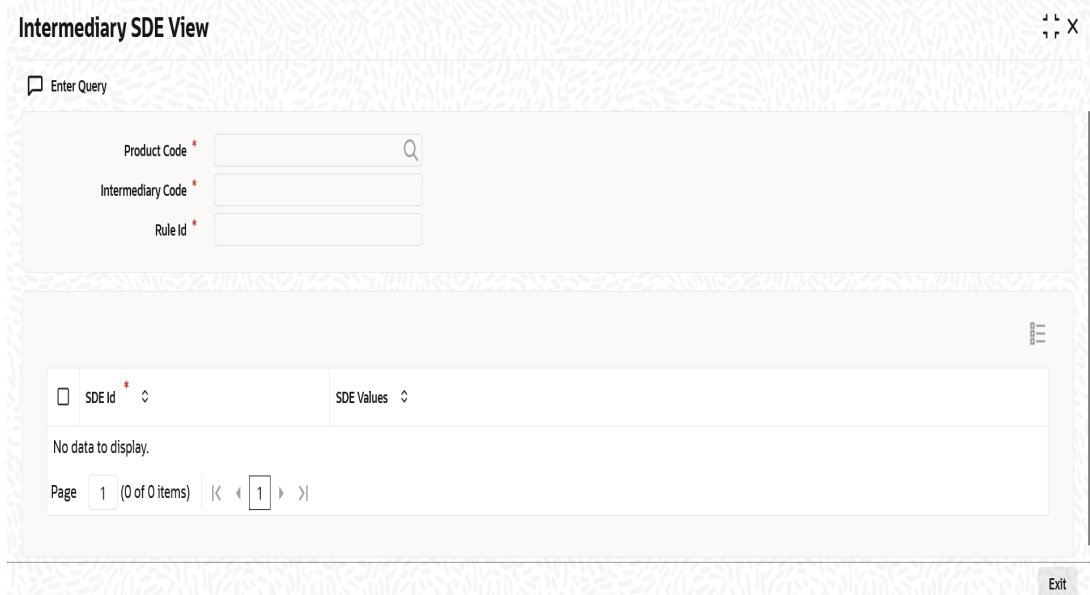 Intermediary SDE View
Enter Query
Product Code *
Intermediary Code *
Rule Id *
SDE Id * SDE Values
No data to display.
Page 1 (0 of 0 items) 1
Exit